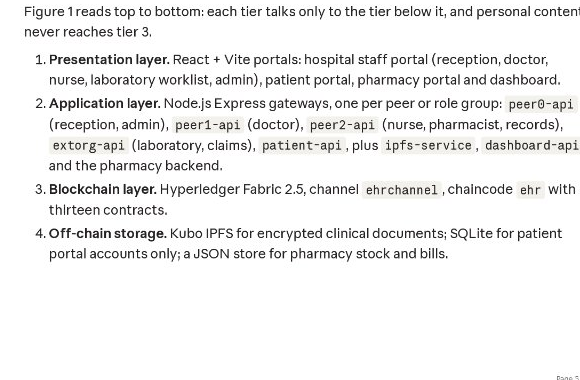 Figure 1 reads top to bottom: each tier talks only to the tier below it, and personal content
never reaches tier 3.
1. Presentation layer. React + Vite portals: hospital staff portal (reception, doctor,
nurse, laboratory worklist, admin), patient portal, pharmacy portal and dashboard.
2. Application layer. Node.js Express gateways, one per peer or role group: peer0-api
(reception, admin), peer1-api (doctor), peer2-api (nurse, pharmacist, records),
extorg-api (laboratory, claims), patient-api, plus ipfs-service, dashboard-api
and the pharmacy backend.
3. Blockchain layer. Hyperledger Fabric 2.5, channel ehrchannel, chaincode ehr with
thirteen contracts.
4. Off-chain storage. Kubo IPFS for encrypted clinical documents; SQLite for patient
portal accounts only; a JSON store for pharmacy stock and bills.